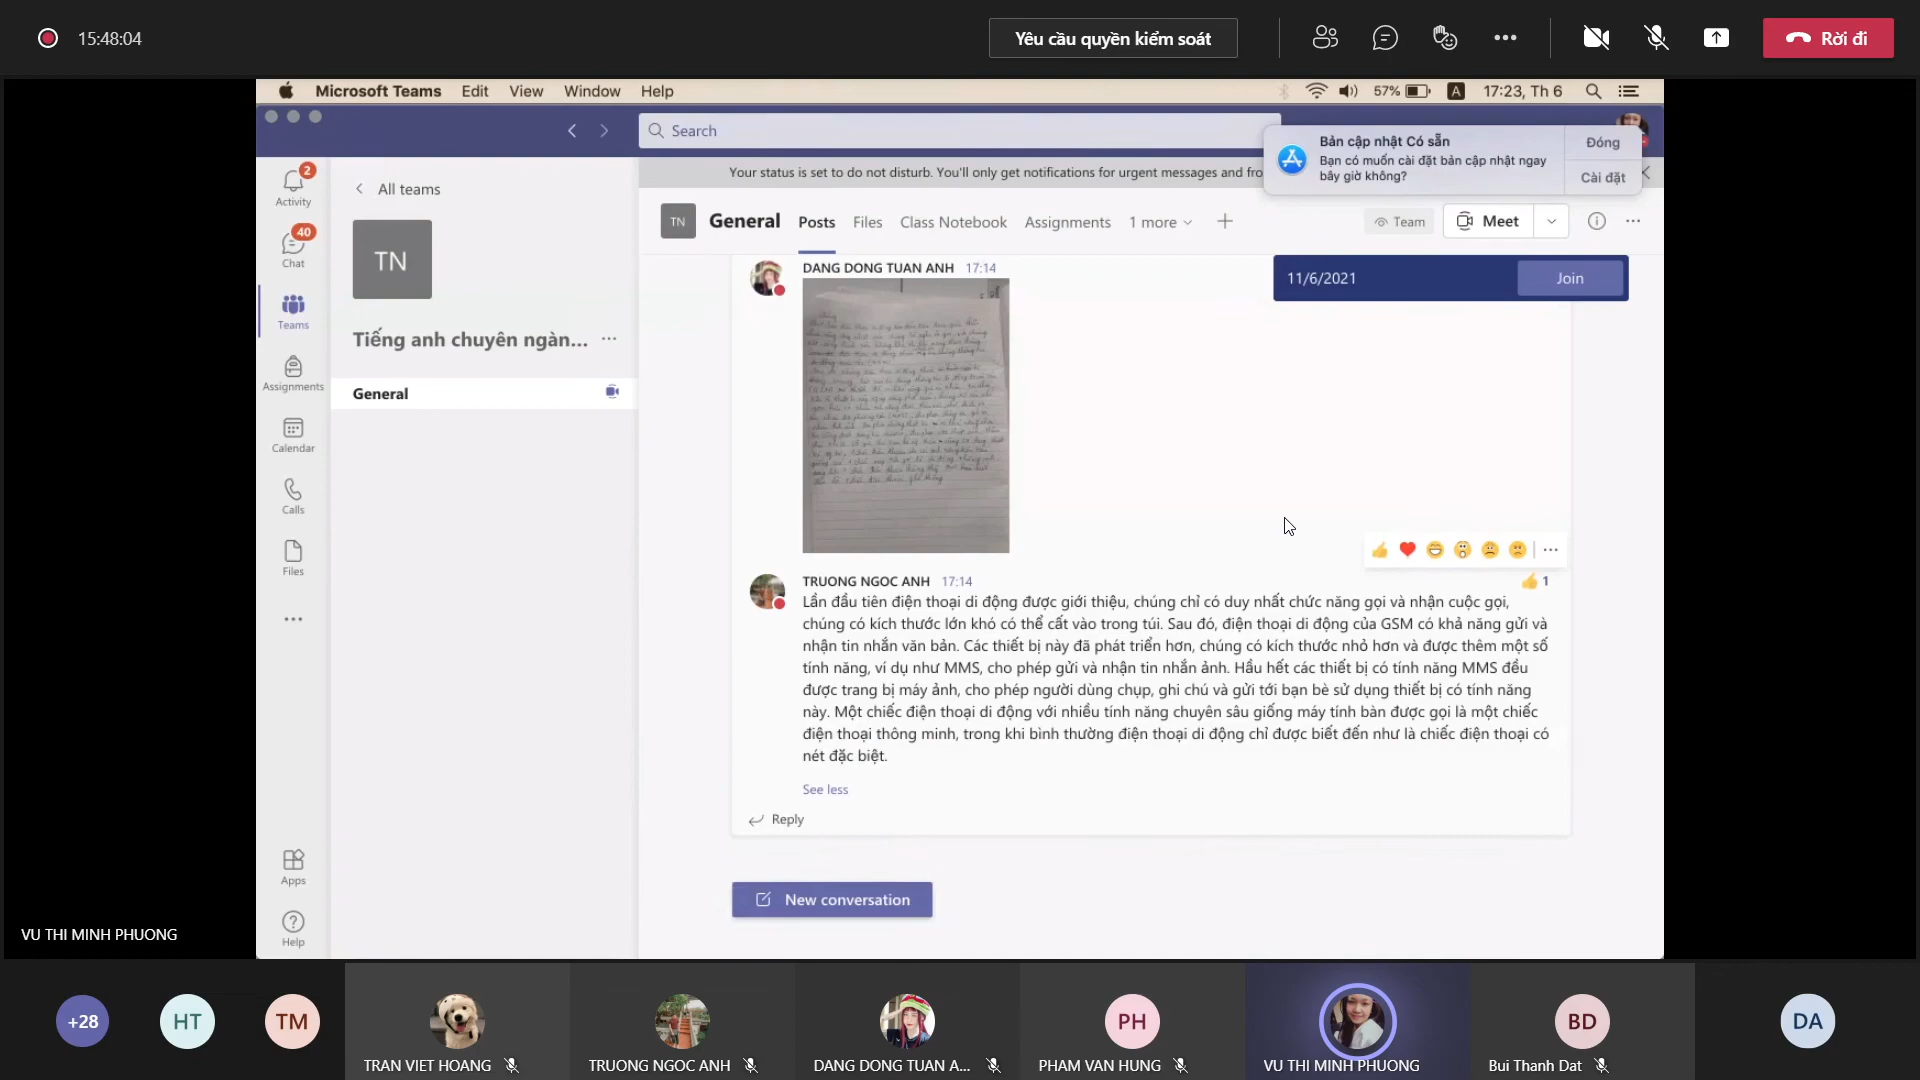 15:48:04
Yêu cầu quyền kiểm soát
Rời đi
Microsoft Teams Edit View Window Help
57% A 17:23, Th 6
Search
Bản cập nhật Có sẵn
Bạn có muốn cài đặt bản cập nhật ngay
bây giờ không?
Đóng
Cài đặt
Your status is set to do not disturb. You'll only get notifications for urgent messages and fro
2
Activity
40
Chat
Teams
Assignments
Calendar
Calls
Files
Apps
Help
All teams
TN
Tiếng anh chuyên ngàn...
General
TN General Posts Files Class Notebook Assignments 1 more
Team
Meet
DANG DONG TUAN ANH 17:14
11/6/2021 Join
TRUONG NGOC ANH 17:14
1
Lần đầu tiên điện thoại di động được giới thiệu, chúng chỉ có duy nhất chức năng gọi và nhận cuộc gọi,
chúng có kích thước lớn khó có thể cất vào trong túi. Sau đó, điện thoại di động của GSM có khả năng gửi và
nhận tin nhắn văn bản. Các thiết bị này đã phát triển hơn, chúng có kích thước nhỏ hơn và được thêm một số
tính năng, ví dụ như MMS, cho phép gửi và nhận tin nhắn ảnh. Hầu hết các thiết bị có tính năng MMS đều
được trang bị máy ảnh, cho phép người dùng chụp, ghi chú và gửi tới bạn bè sử dụng thiết bị có tính năng
này. Một chiếc điện thoại di động với nhiều tính năng chuyên sâu giống máy tính bàn được gọi là một chiếc
điện thoại thông minh, trong khi bình thường điện thoại di động chỉ được biết đến như là chiếc điện thoại có
nét đặc biệt.
See less
Reply
New conversation
VU THI MINH PHUONG
+28
HT
TM
TRAN VIET HOANG
TRUONG NGOC ANH
DANG DONG TUAN A...
PH
PHAM VAN HUNG
VU THI MINH PHUONG
BD
Bui Thanh Dat
DA